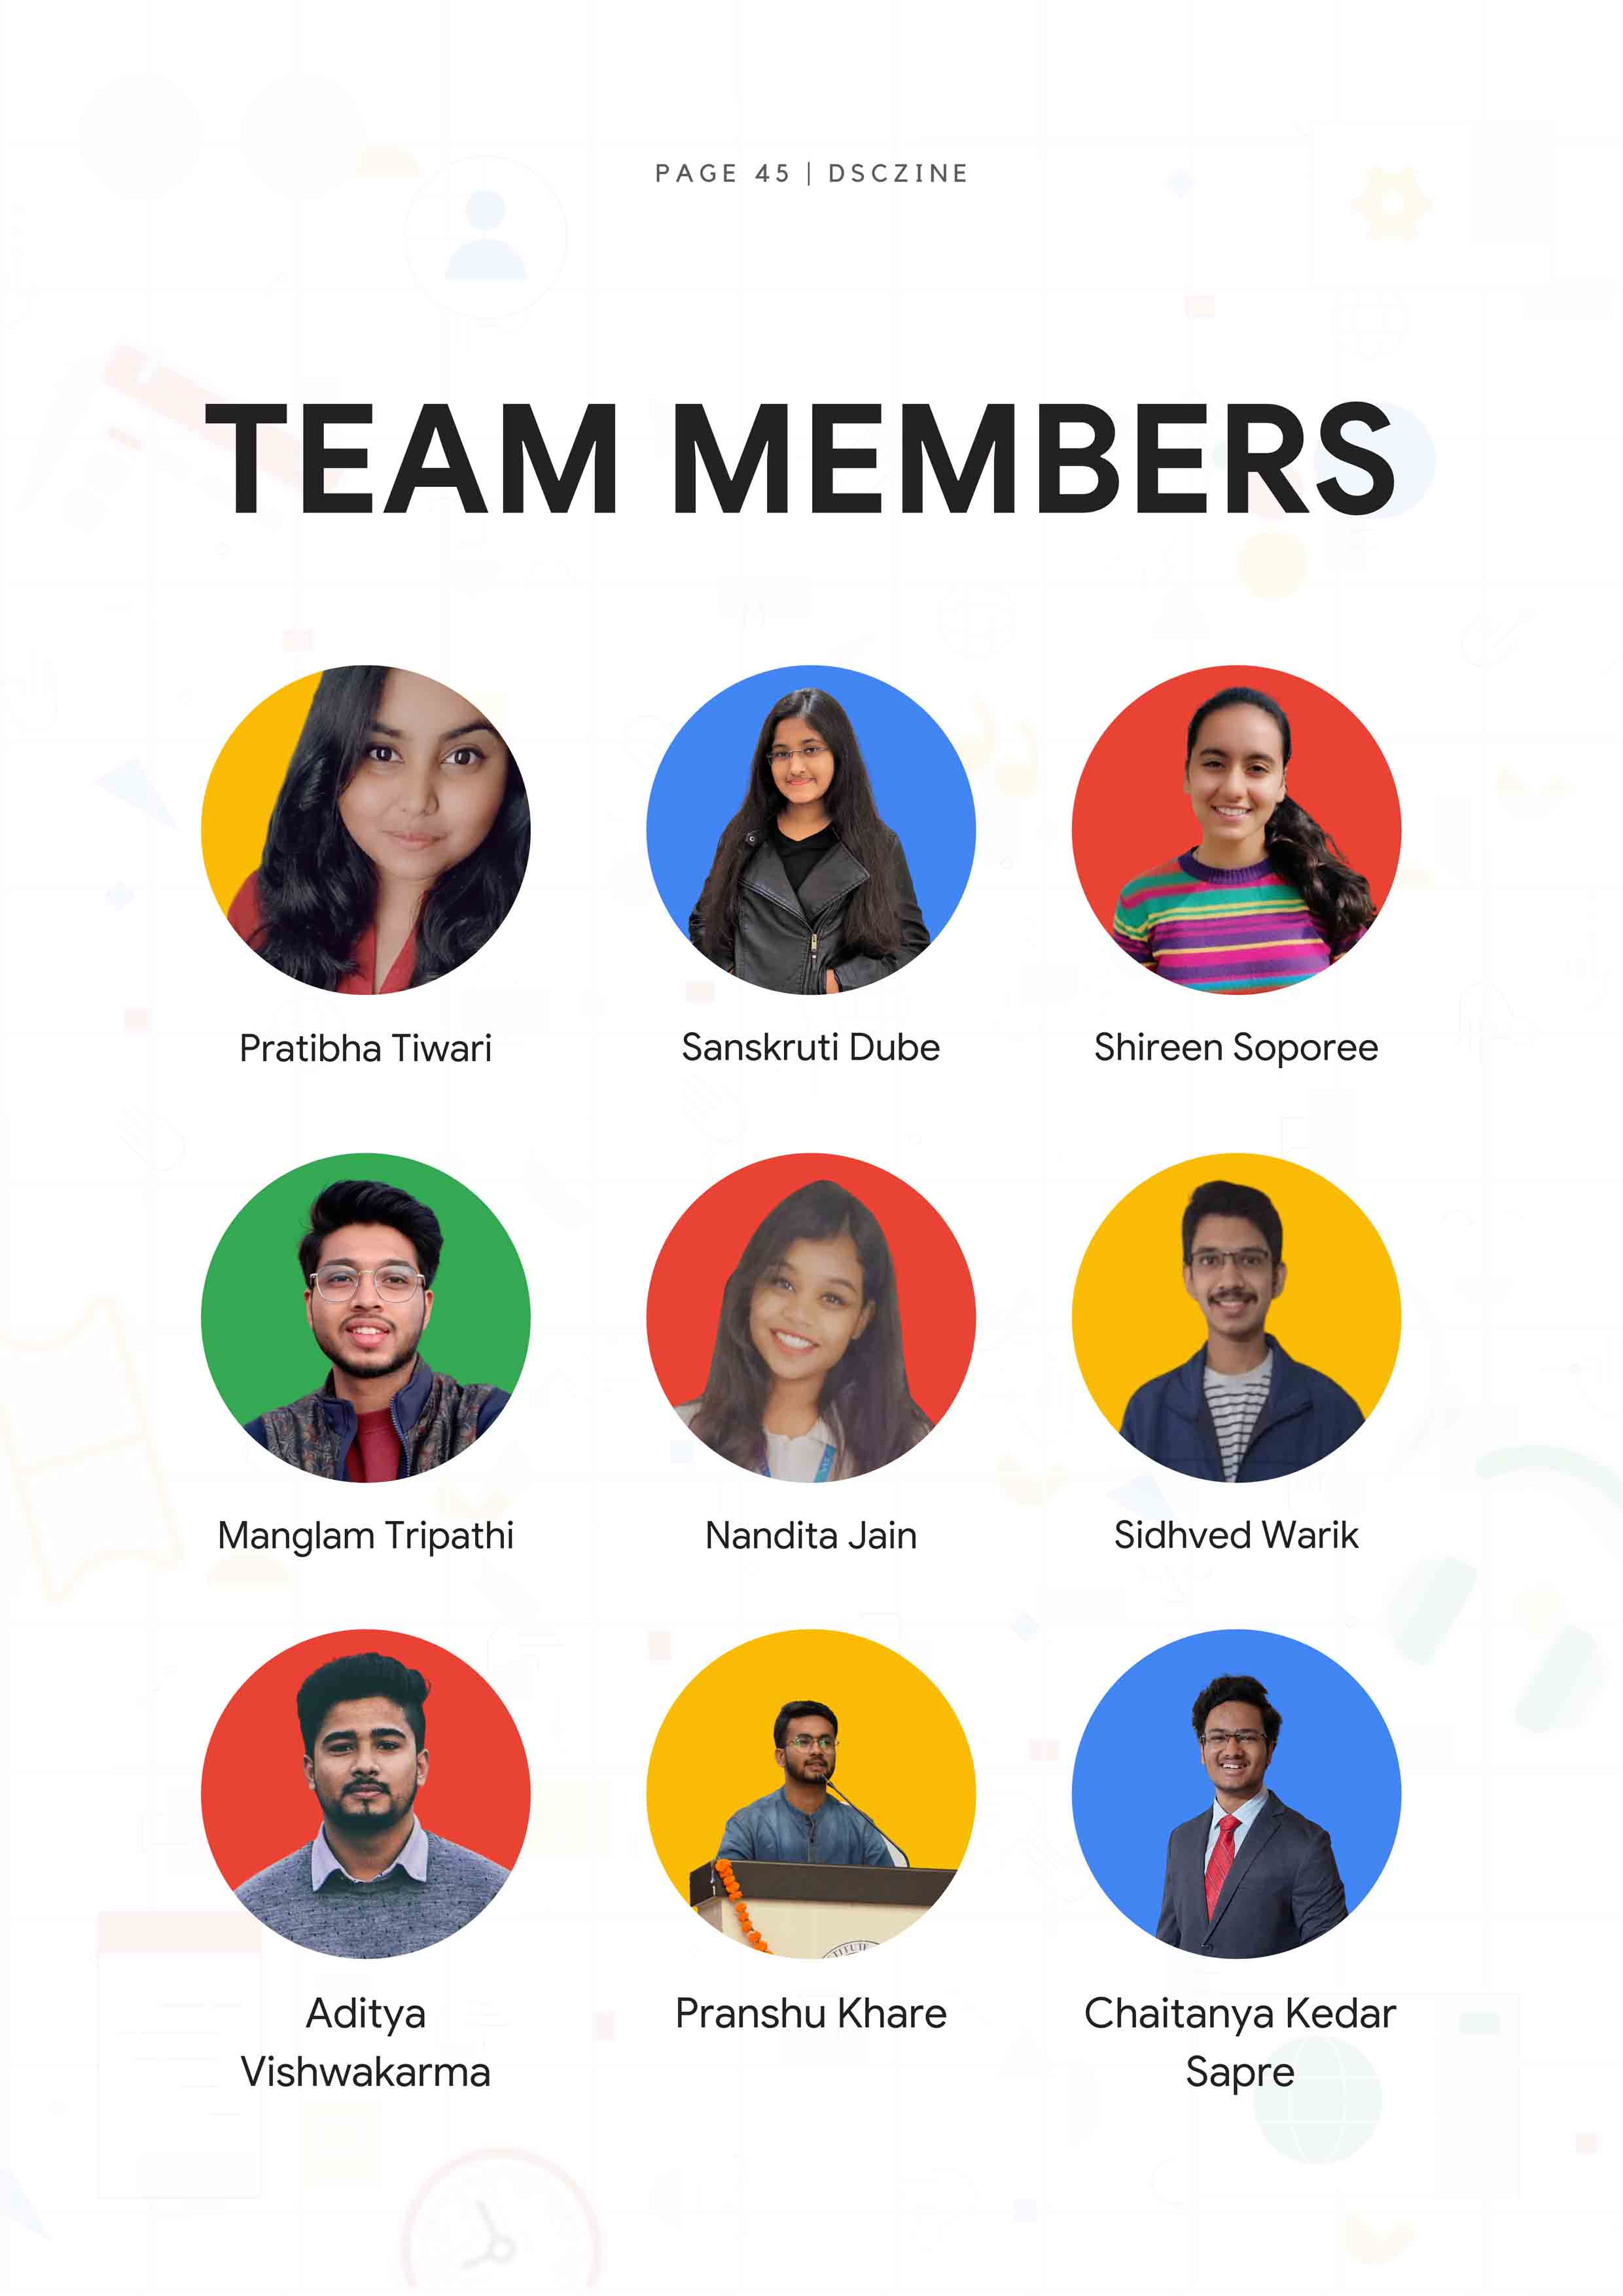 PAGE 45 | DSCZINE
TEAM MEMBERS
Pratibha Tiwari
Sanskruti Dube
Shireen Soporee
Manglam Tripathi
Nandita Jain
Sidhved Warik
Aditya
Vishwakarma
Pranshu Khare
Chaitanya Kedar
Sapre